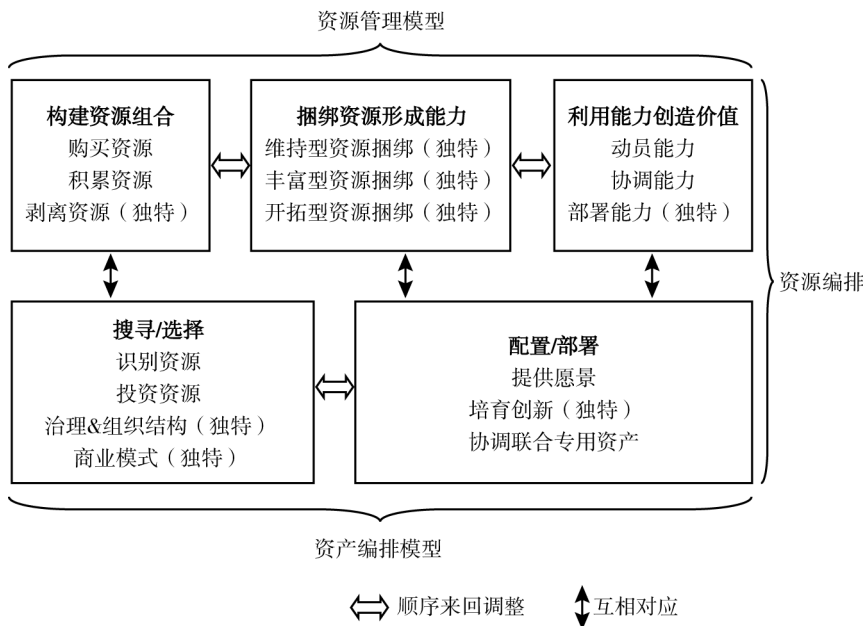 资源管理模型
构建资源组合
购买资源
积累资源
剥离资源（独特）
捆绑资源形成能力
维持型资源捆绑（独特）
丰富型资源捆绑（独特）
开拓型资源捆绑（独特）
利用能力创造价值
动员能力
协调能力
部署能力（独特）
资源编排
搜寻/选择
识别资源
投资资源
治理&组织结构（独特）
商业模式（独特）
配置/部署
提供愿景
培育创新（独特）
协调联合专用资产
资产编排模型
顺序来回调整
互相对应